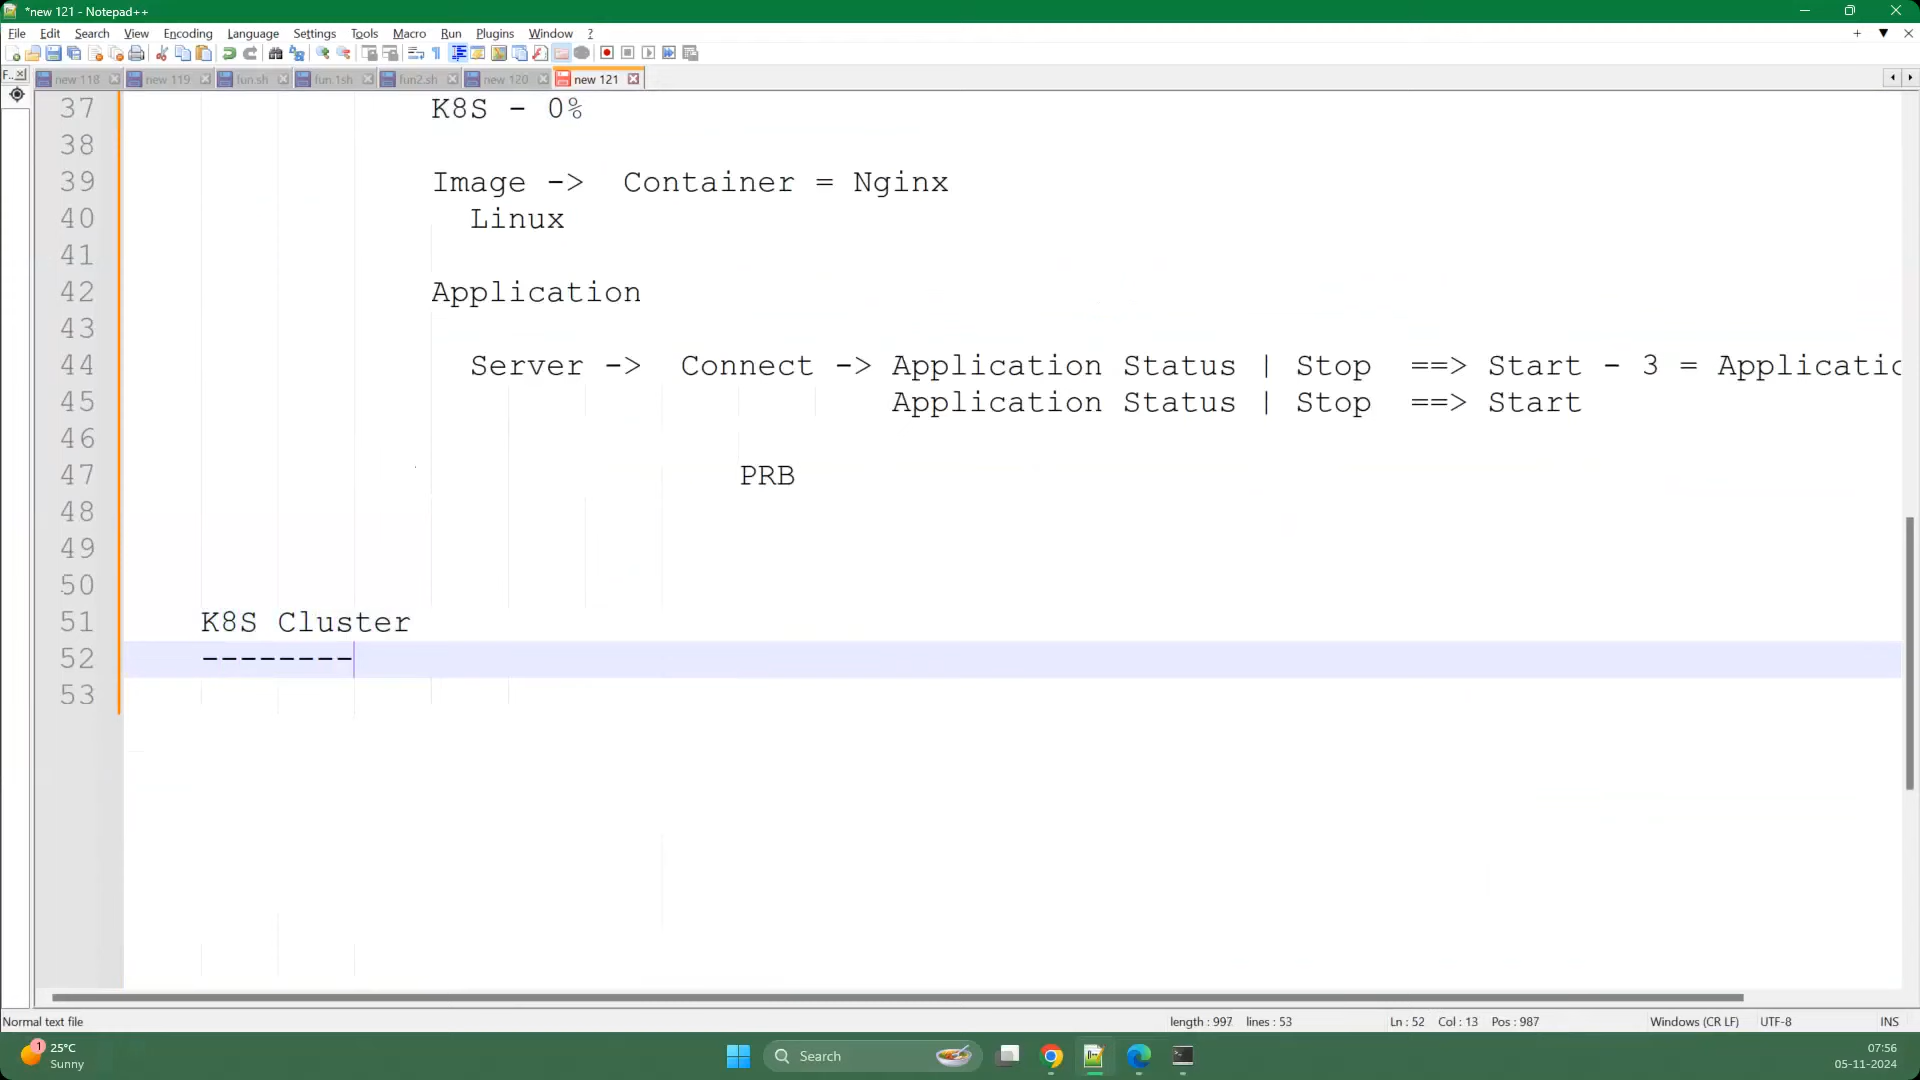 *new 121 - Notepad++
File Edit Search View Encoding Language Settings Tools Macro Run Plugins Window ?
F.. new 118 new 119 fun.sh fun.1sh fun2.sh new 120 new 121
37 K8S - 0%
38
39 Image -> Container = Nginx
40 Linux
41
42 Application
43
44 Server -> Connect -> Application Status | Stop ==> Start - 3 = Applicatio
45 Application Status | Stop ==> Start
46
47 PRB
48
49
50
51 K8S Cluster
52 --------
53
Normal text file length : 997 lines : 53 Ln : 52 Col : 13 Pos : 987 Windows (CR LF) UTF-8 INS
1 25°C Search 07:56
Sunny 05-11-2024